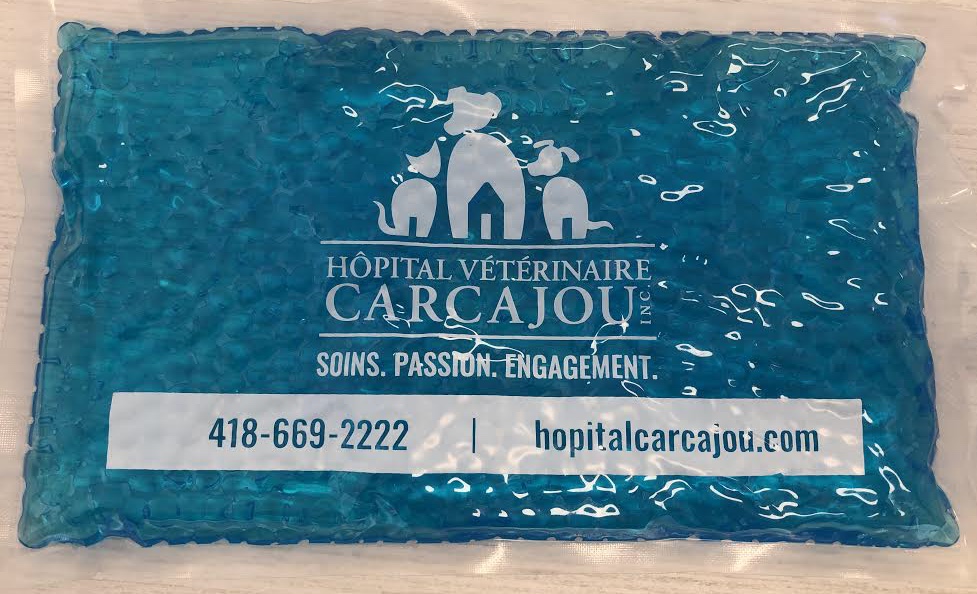 HÔPITAL VÉTÉRINAIRE
CARCAJOU INC.
SOINS. PASSION. ENGAGEMENT.
418-669-2222 | hopitalcarcajou.com